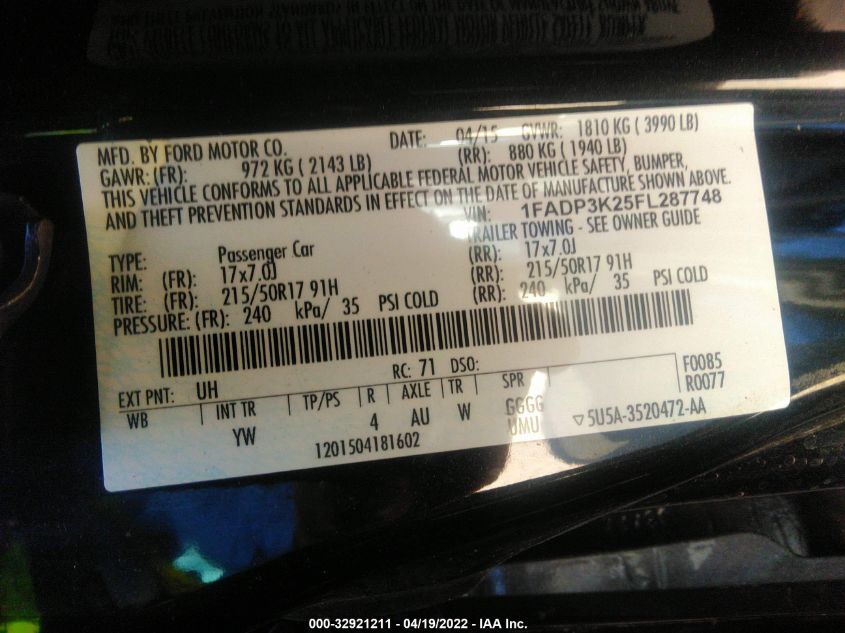 MFD. BY FORD MOTOR CO. DATE: 04/15 GVWR: 1810 KG ( 3990 LB)
GAWR: (FR): 972 KG ( 2143 LB) (RR): 880 KG ( 1940 LB)
THIS VEHICLE CONFORMS TO ALL APPLICABLE FEDERAL MOTOR VEHICLE SAFETY, BUMPER,
AND THEFT PREVENTION STANDARDS IN EFFECT ON THE DATE OF MANUFACTURE SHOWN ABOVE.
VIN: 1FADP3K25FL287748
TRAILER TOWING - SEE OWNER GUIDE
TYPE: Passenger Car
RIM: (FR): 17x7.0J (RR): 17x7.0J
TIRE: (FR): 215/50R17 91H (RR): 215/50R17 91H
PRESSURE: (FR): 240 kPa/ 35 PSI COLD (RR): 240 kPa/ 35 PSI COLD
RC: 71 DSO: F0085
EXT PNT: UH R0077
WB INT TR TP/PS R AXLE TR SPR
YW 4 AU W GGGG
UMU ▽5U5A-3520472-AA
1201504181602
000-32921211 - 04/19/2022 - IAA Inc.